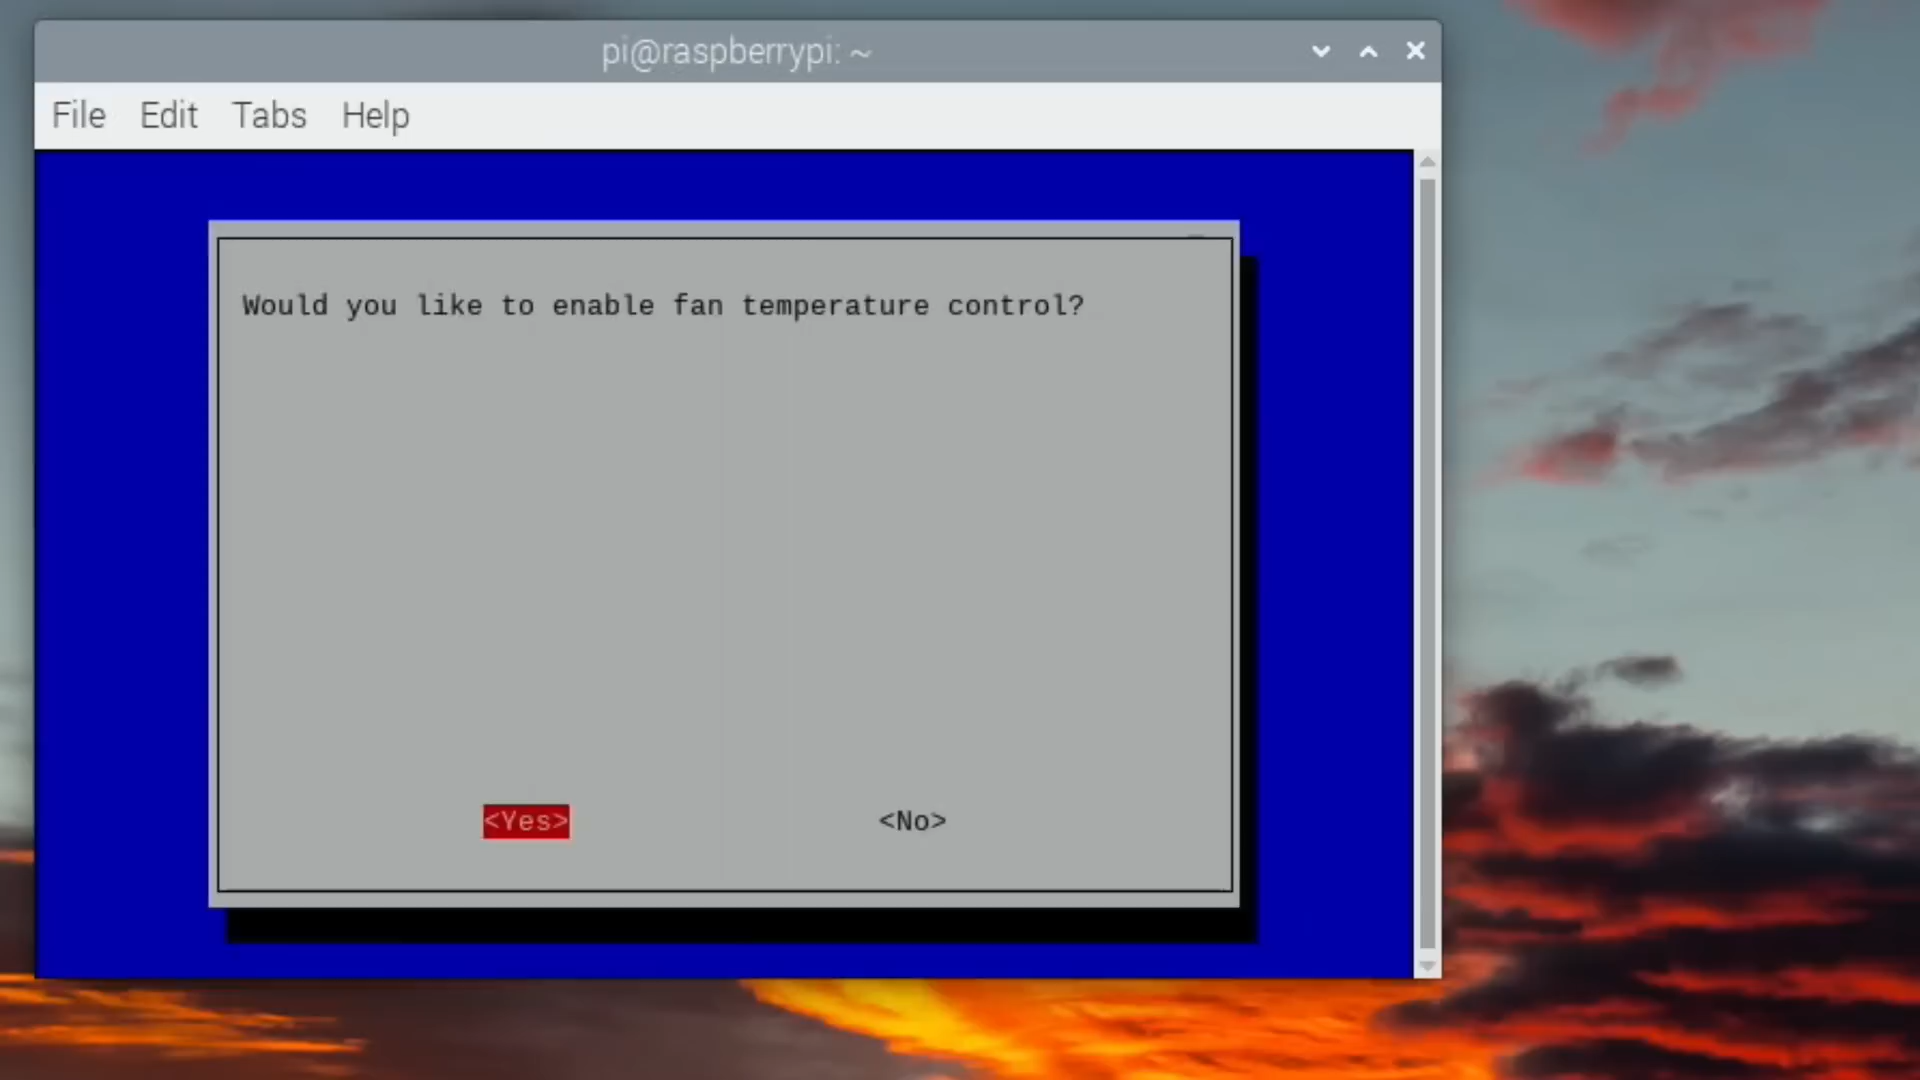 pi@raspberrypi: ~
File Edit Tabs Help
Would you like to enable fan temperature control?
<Yes> <No>